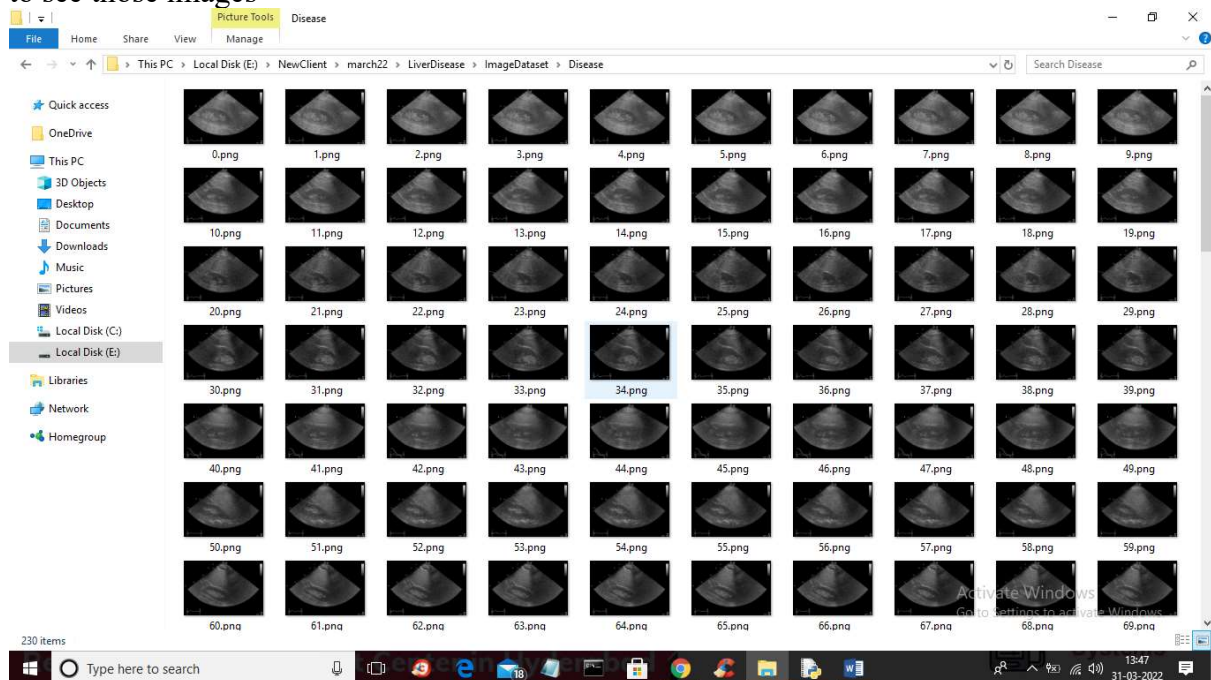 to see those images
Picture Tools Disease
File Home Share View Manage
This PC > Local Disk (E:) > NewClient > march22 > LiverDisease > ImageDataset > Disease
Search Disease
Quick access
OneDrive
This PC
3D Objects
Desktop
Documents
Downloads
Music
Pictures
Videos
Local Disk (C:)
Local Disk (E:)
Libraries
Network
Homegroup
0.png 1.png 2.png 3.png 4.png 5.png 6.png 7.png 8.png 9.png
10.png 11.png 12.png 13.png 14.png 15.png 16.png 17.png 18.png 19.png
20.png 21.png 22.png 23.png 24.png 25.png 26.png 27.png 28.png 29.png
30.png 31.png 32.png 33.png 34.png 35.png 36.png 37.png 38.png 39.png
40.png 41.png 42.png 43.png 44.png 45.png 46.png 47.png 48.png 49.png
50.png 51.png 52.png 53.png 54.png 55.png 56.png 57.png 58.png 59.png
60.png 61.png 62.png 63.png 64.png 65.png 66.png 67.png 68.png 69.png
Activate Windows
Go to Settings to activate Windows.
230 items
Type here to search
18
13:47
31-03-2022